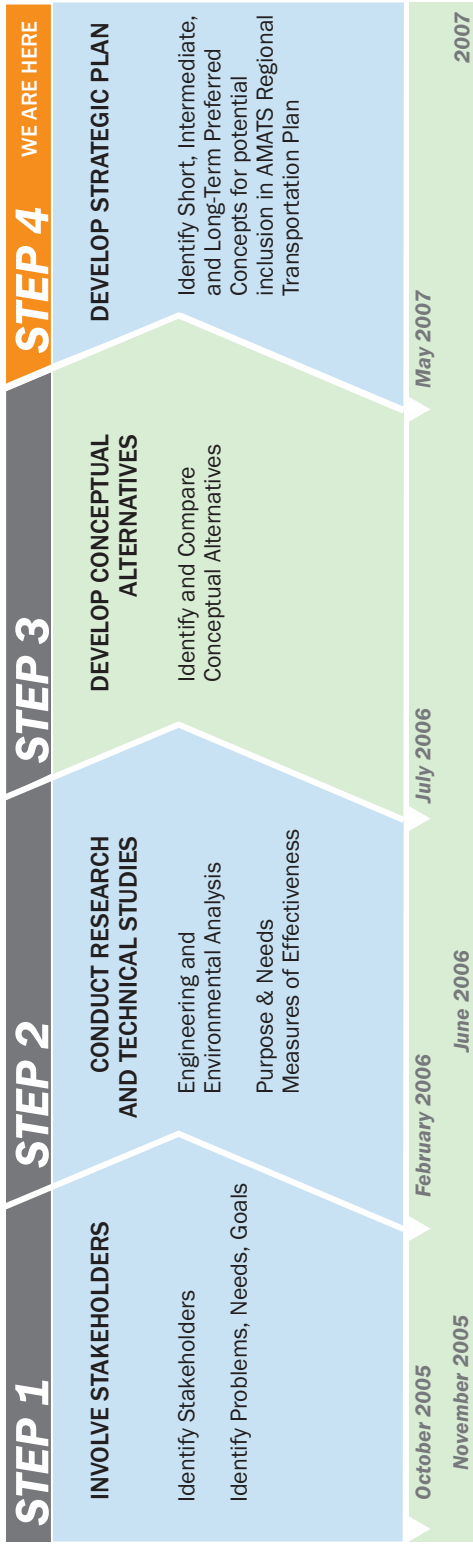 STEP 1
INVOLVE STAKEHOLDERS
Identify Stakeholders
Identify Problems, Needs, Goals
STEP 2
CONDUCT RESEARCH
AND TECHNICAL STUDIES
Engineering and
Environmental Analysis
Purpose & Needs
Measures of Effectiveness
STEP 3
DEVELOP CONCEPTUAL
ALTERNATIVES
Identify and Compare
Conceptual Alternatives
STEP 4
WE ARE HERE
DEVELOP STRATEGIC PLAN
Identify Short, Intermediate,
and Long-Term Preferred
Concepts for potential
inclusion in AMATS Regional
Transportation Plan
October 2005
February 2006
July 2006
May 2007
November 2005
June 2006
2007